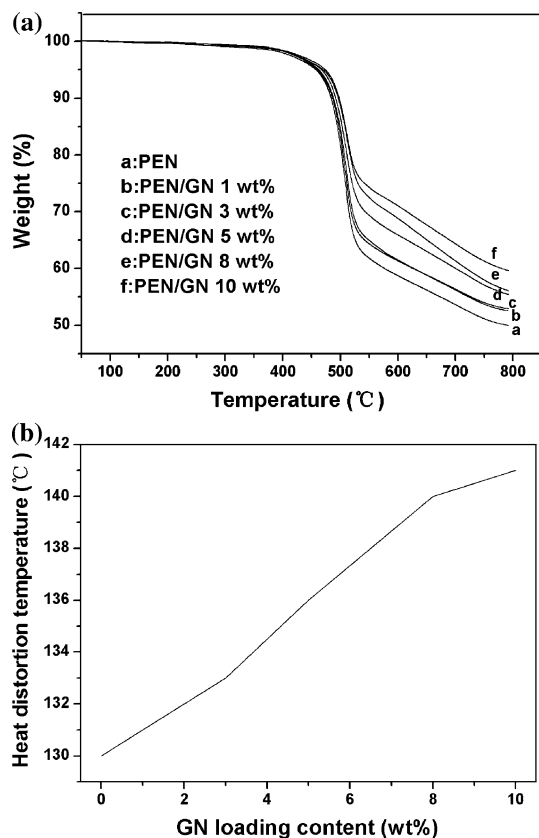 (a)
100
90
80
70
60
50
Weight (%)
a:PEN
b:PEN/GN 1 wt%
c:PEN/GN 3 wt%
d:PEN/GN 5 wt%
e:PEN/GN 8 wt%
f:PEN/GN 10 wt%
f
e
d
c
b
a
100 200 300 400 500 600 700 800
Temperature (℃)
(b)
142
140
138
136
134
132
130
Heat distortion temperature (℃)
0 2 4 6 8 10
GN loading content (wt%)